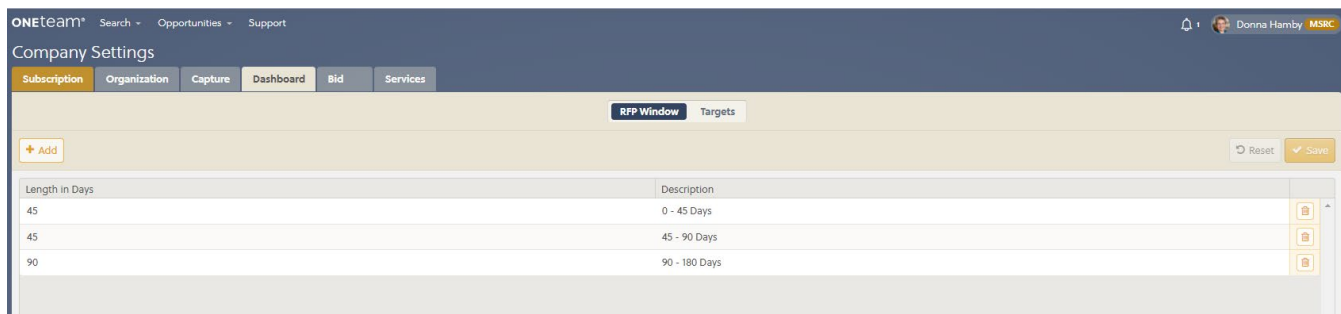 ONEteam® Search Opportunities Support 1 Donna Hamby MSRC
Company Settings
Subscription Organization Capture Dashboard Bid Services
RFP Window Targets
+ Add Reset Save
Length in Days Description
45 0 - 45 Days
45 45 - 90 Days
90 90 - 180 Days